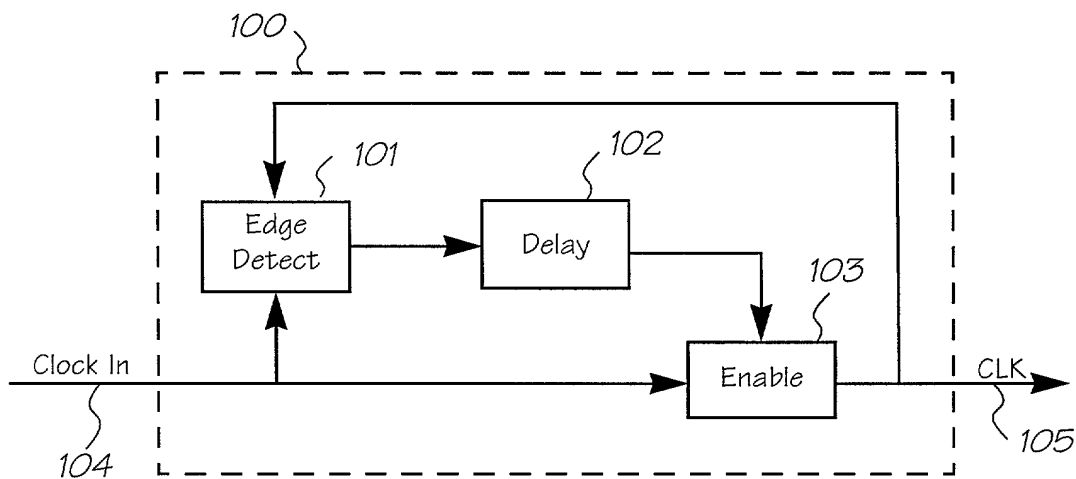 100
101
102
Edge
Detect
Delay
103
Clock In
Enable
CLK
104
105